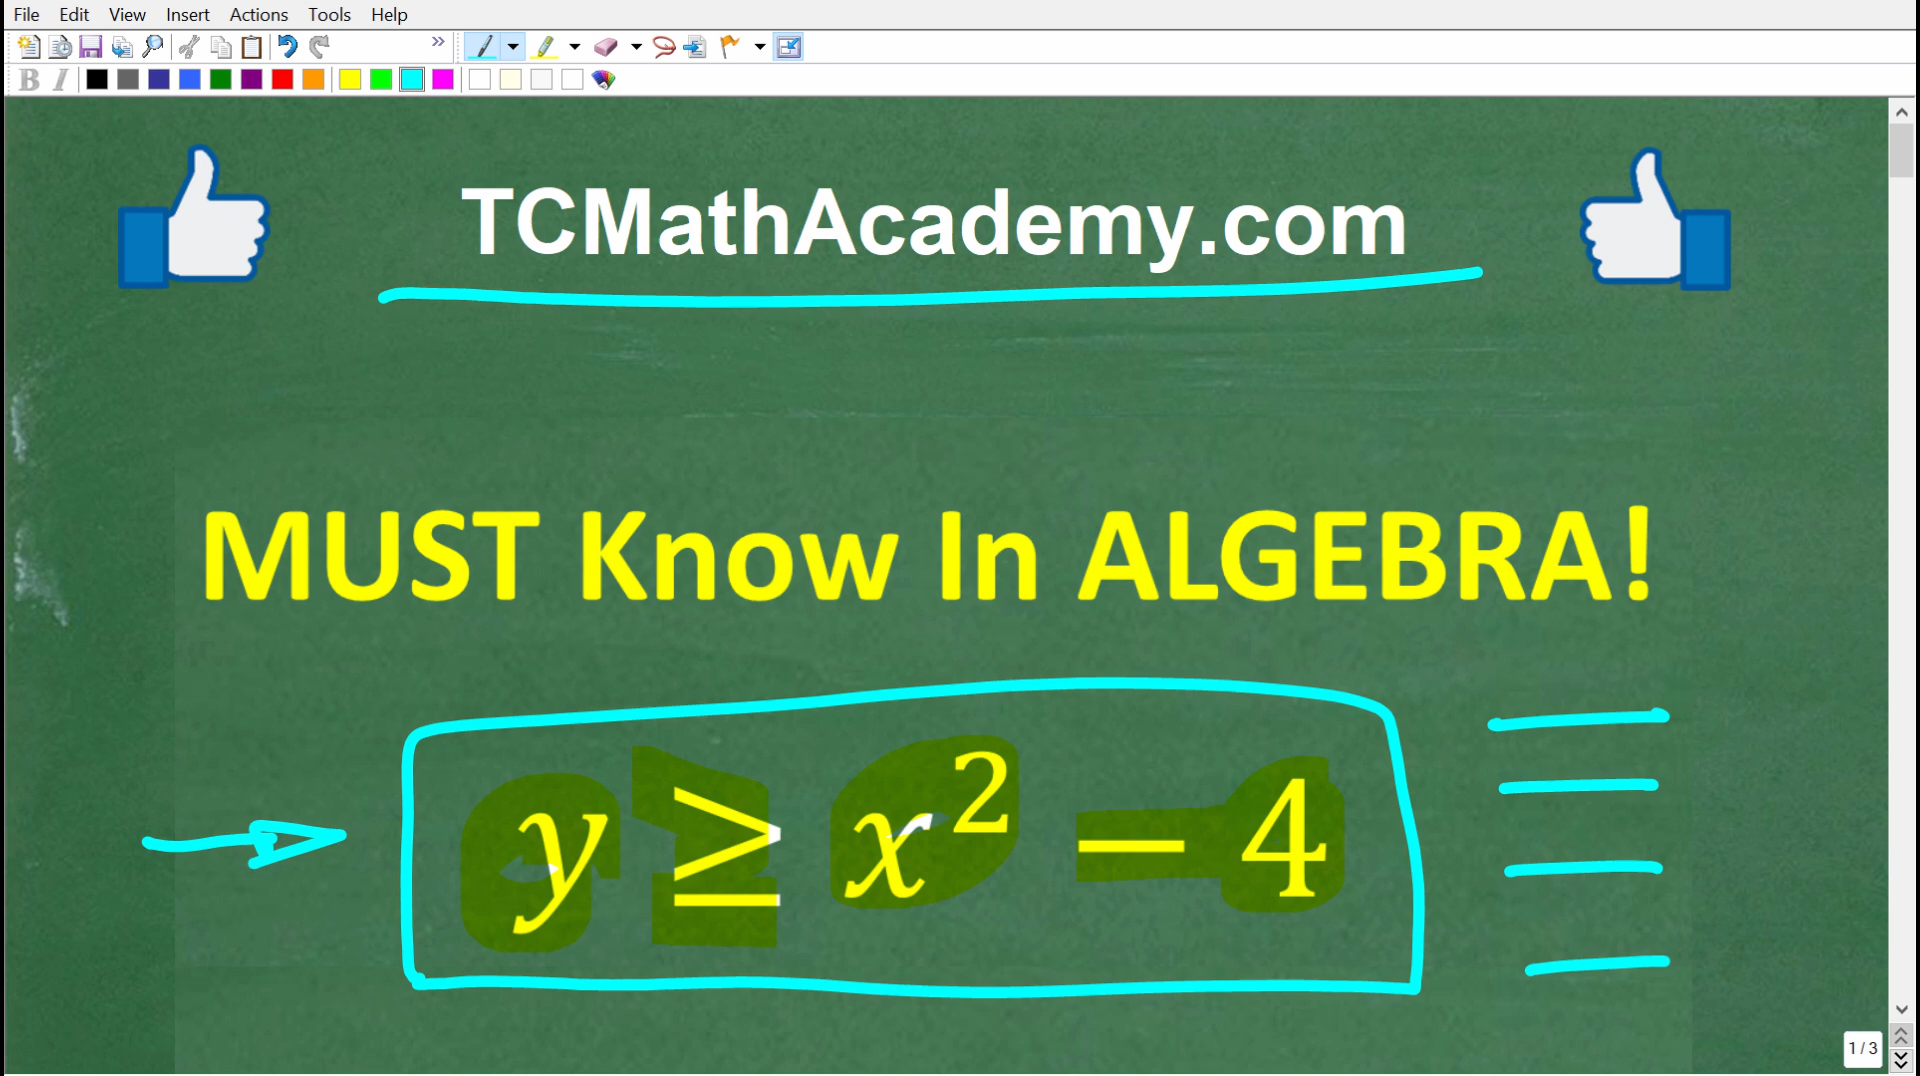 File Edit View Insert Actions Tools Help
B I
TCMathAcademy.com
MUST Know In ALGEBRA!
y ≥ x² − 4
1 / 3